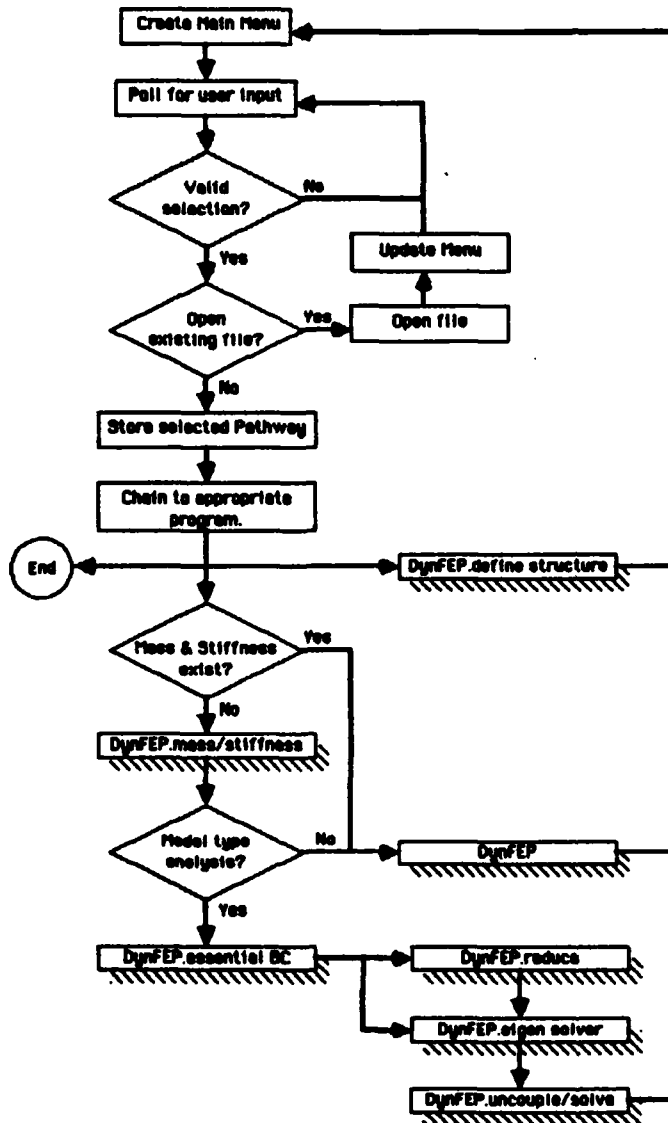 Create Main Menu
Poll for user input
Valid
selection?
No
Yes
Update Menu
Open
existing file?
Yes
Open file
No
Store selected Pathway
Chain to appropriate
program.
End
DynFEP.define structure
Mass & Stiffness
exist?
Yes
No
DynFEP.mass/stiffness
Model type
analysis?
No
DynFEP
Yes
DynFEP.essential BC
DynFEP.reduce
DynFEP.eigen solver
DynFEP.uncouple/solve